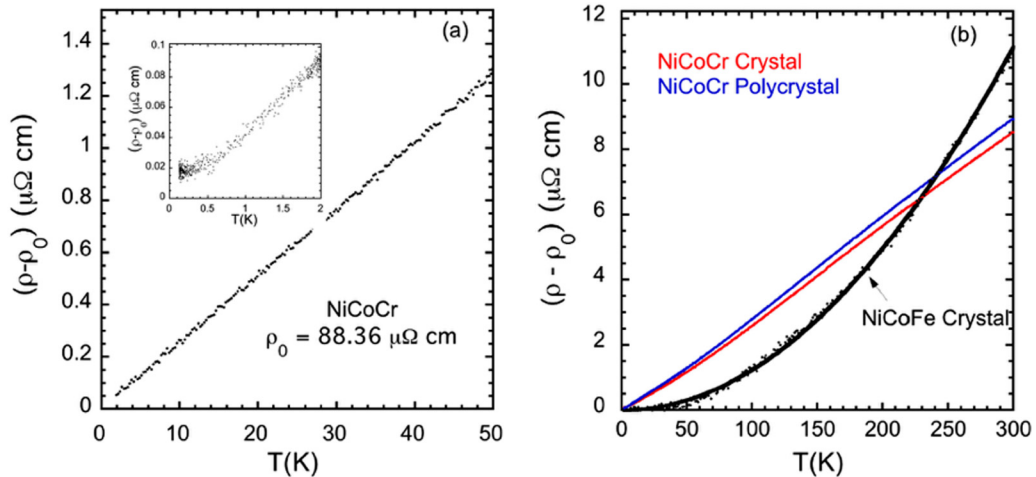 (a)
(ρ-ρ0) (μΩ cm)
1.4
1.2
1
0.8
0.6
0.4
0.2
0
0 10 20 30 40 50
T(K)
(ρ-ρ0) (μΩ cm)
0.1
0.08
0.06
0.04
0.02
0
0 0.5 1 1.5 2
T(K)
NiCoCr
ρ0 = 88.36 μΩ cm
(b)
(ρ - ρ0) (μΩ cm)
12
10
8
6
4
2
0
0 50 100 150 200 250 300
T(K)
NiCoCr Crystal
NiCoCr Polycrystal
NiCoFe Crystal